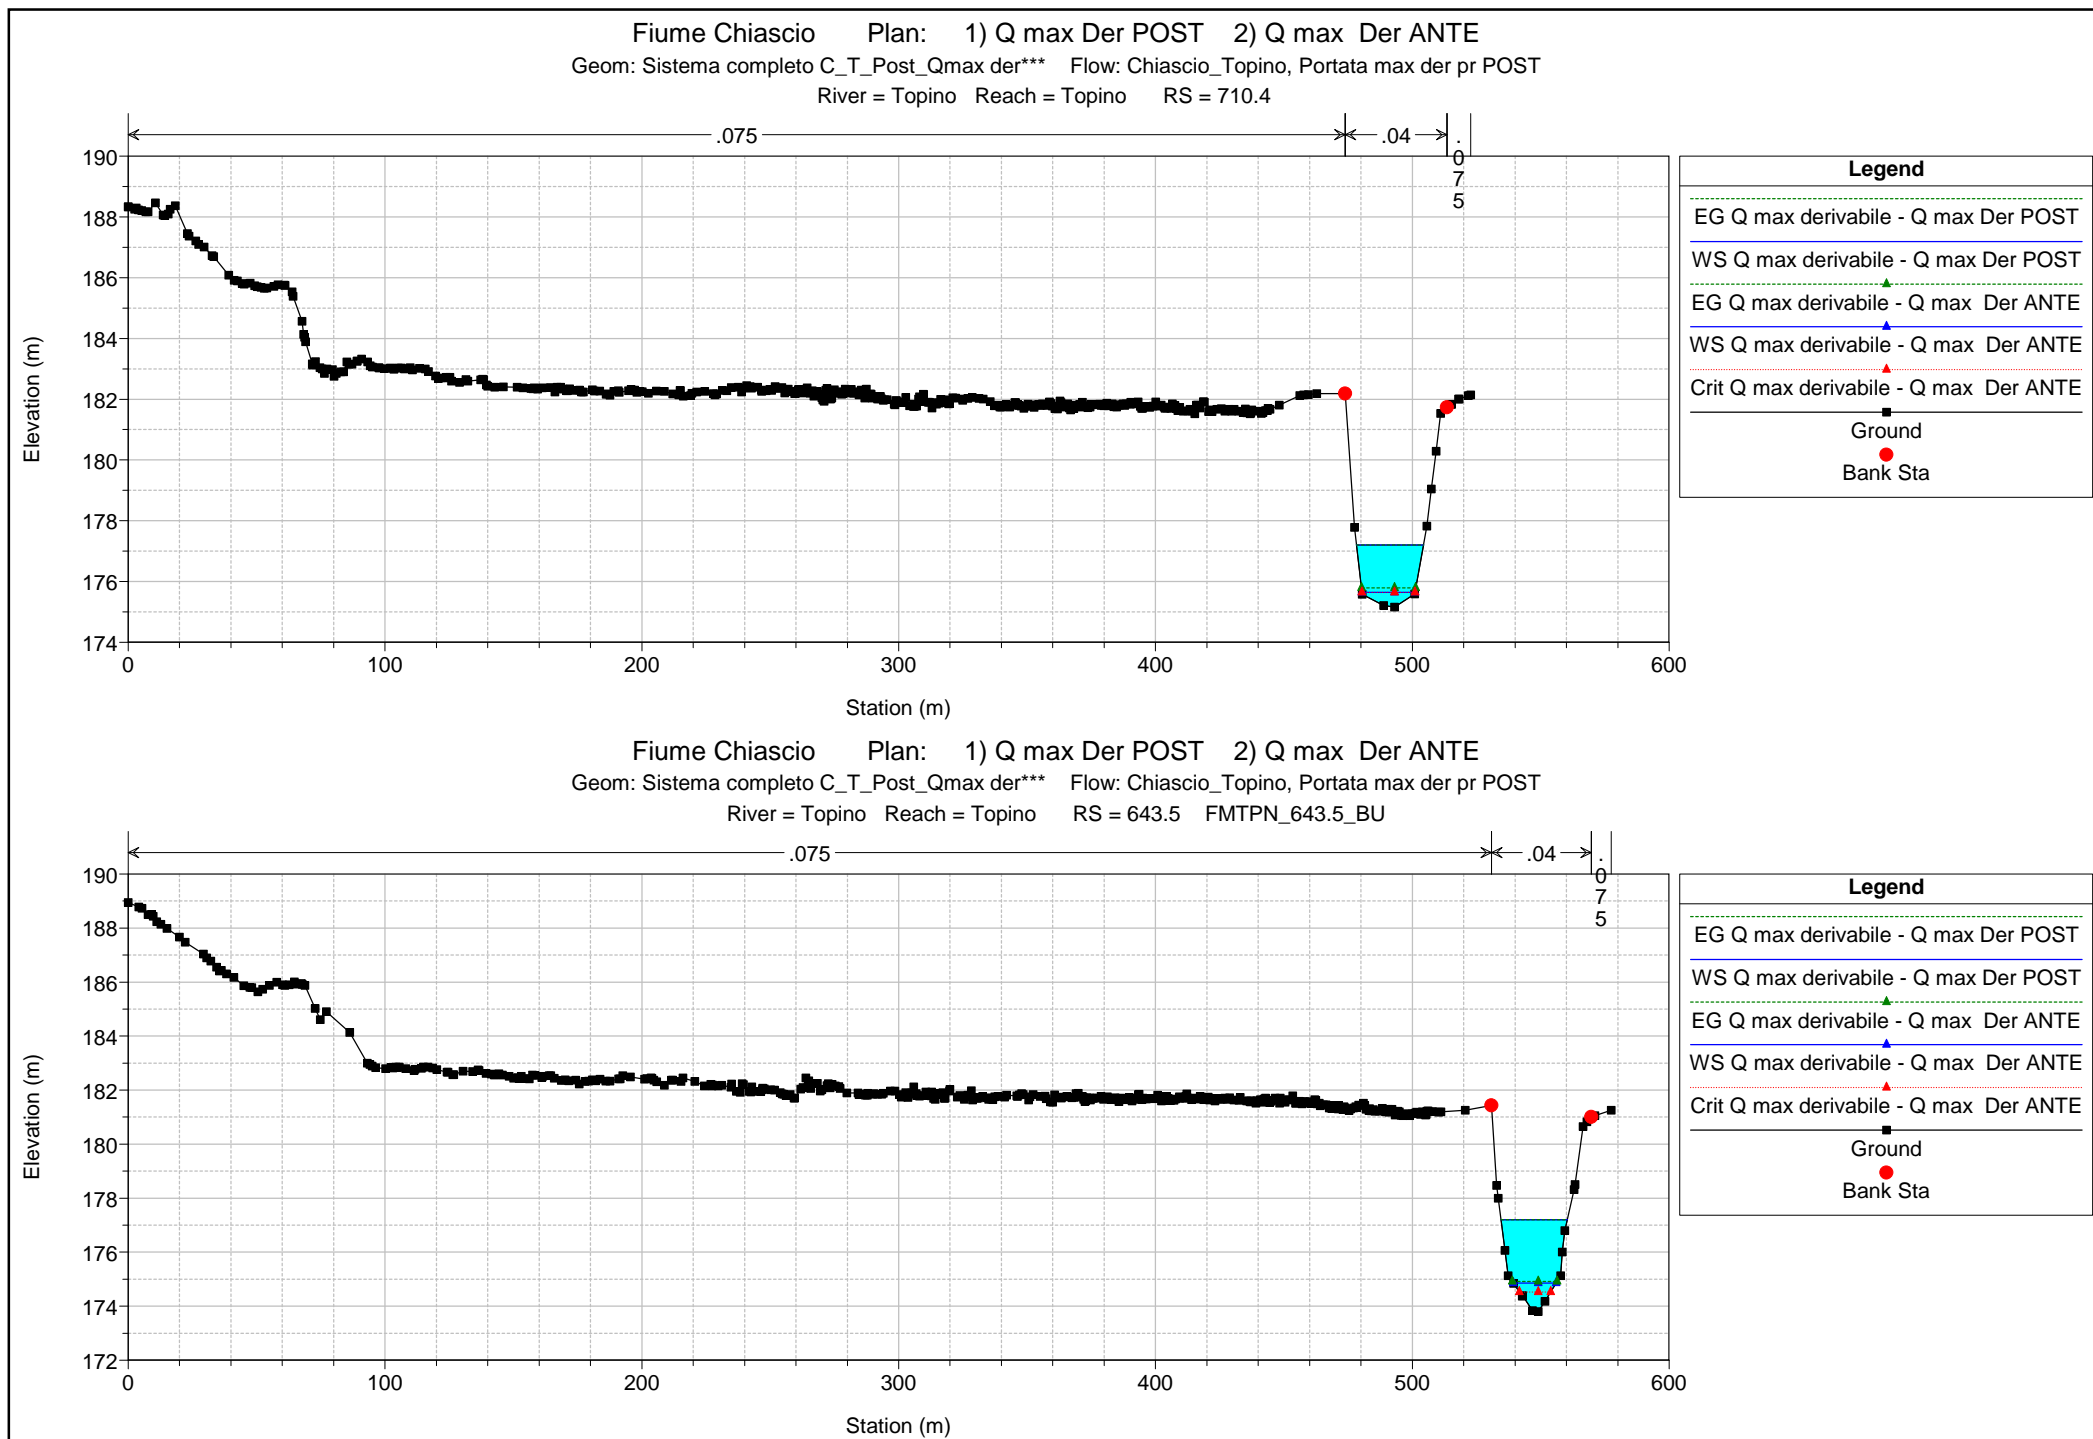 Fiume Chiascio Plan: 1) Q max Der POST 2) Q max Der ANTE
Geom: Sistema completo C_T_Post_Qmax der*** Flow: Chiascio_Topino, Portata max der pr POST
River = Topino Reach = Topino RS = 710.4
.075
.04
.075
190
188
186
184
182
180
178
176
174
Elevation (m)
0 100 200 300 400 500 600
Station (m)
Legend
EG Q max derivabile - Q max Der POST
WS Q max derivabile - Q max Der POST
EG Q max derivabile - Q max Der ANTE
WS Q max derivabile - Q max Der ANTE
Crit Q max derivabile - Q max Der ANTE
Ground
Bank Sta
Fiume Chiascio Plan: 1) Q max Der POST 2) Q max Der ANTE
Geom: Sistema completo C_T_Post_Qmax der*** Flow: Chiascio_Topino, Portata max der pr POST
River = Topino Reach = Topino RS = 643.5 FMTPN_643.5_BU
.075
.04
.075
190
188
186
184
182
180
178
176
174
172
Elevation (m)
0 100 200 300 400 500 600
Station (m)
Legend
EG Q max derivabile - Q max Der POST
WS Q max derivabile - Q max Der POST
EG Q max derivabile - Q max Der ANTE
WS Q max derivabile - Q max Der ANTE
Crit Q max derivabile - Q max Der ANTE
Ground
Bank Sta